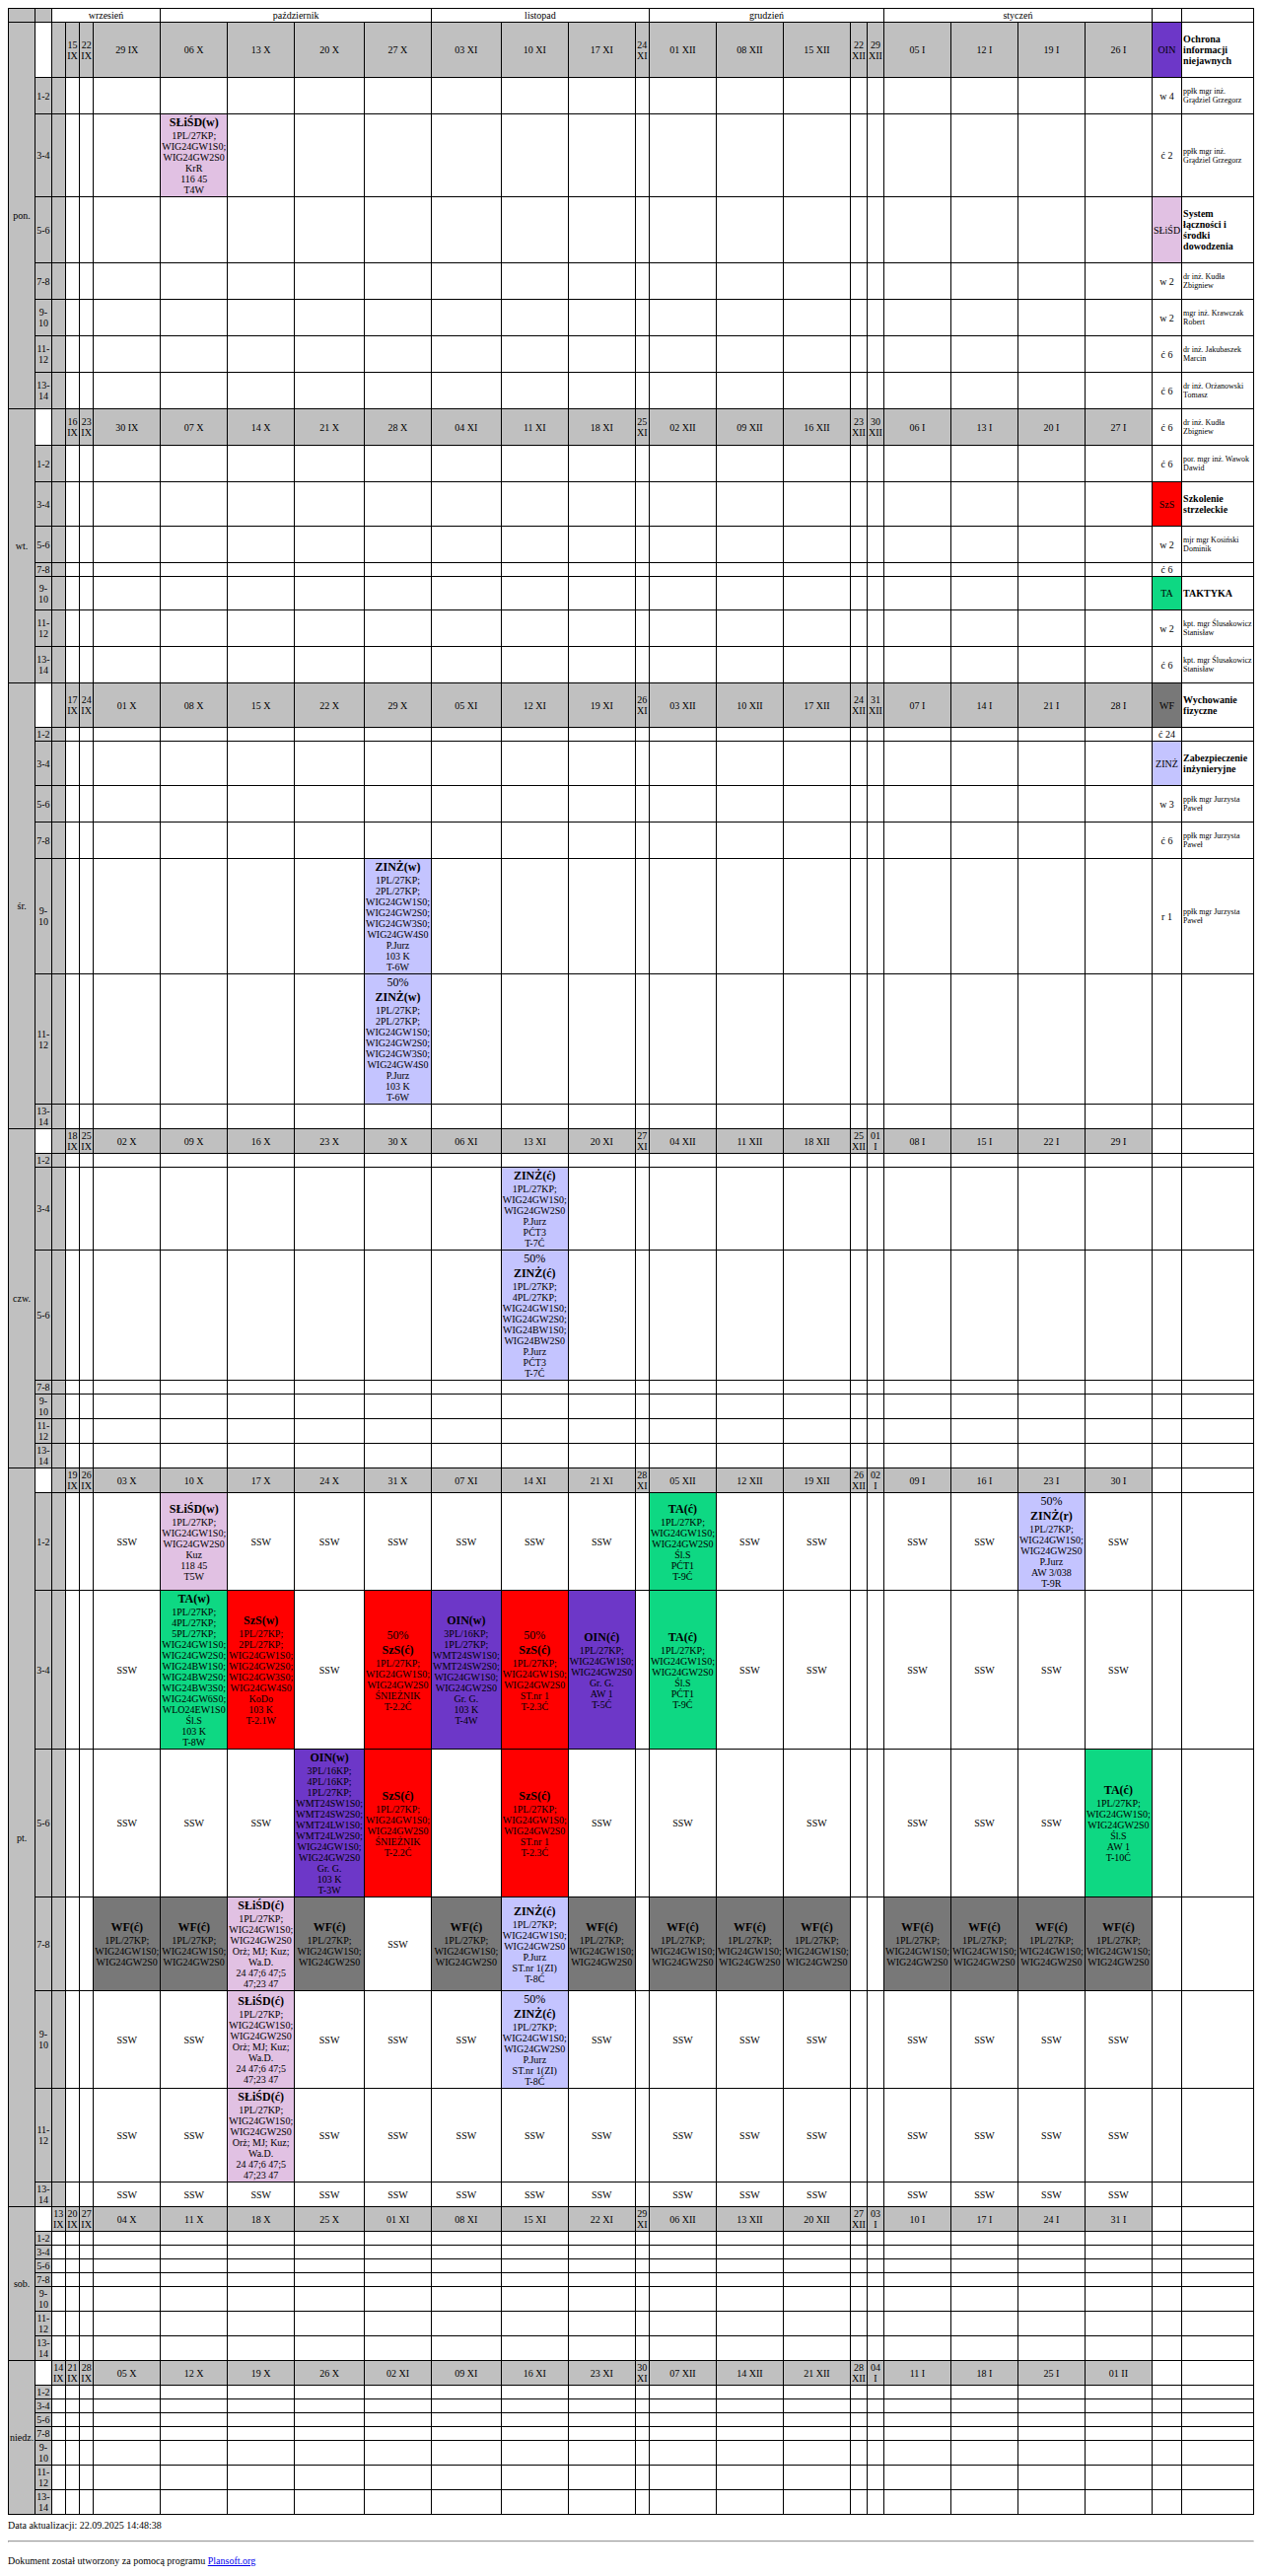 wrzesień październik listopad grudzień styczeń
pon.
15 IX 22 IX 29 IX 06 X 13 X 20 X 27 X 03 XI 10 XI 17 XI 24 XI 01 XII 08 XII 15 XII 22 XII 29 XII 05 I 12 I 19 I 26 I OIN Ochrona informacji niejawnych
1-2 w 4 ppłk mgr inż. Grądziel Grzegorz
3-4
SŁiŚD(w)
1PL/27KP;
WIG24GW1S0;
WIG24GW2S0
KrR
116 45
T4W
ć 2 ppłk mgr inż. Grądziel Grzegorz
5-6 SŁiŚD System łączności i środki dowodzenia
7-8 w 2 dr inż. Kudła Zbigniew
9-10 w 2 mgr inż. Krawczak Robert
11-12 ć 6 dr inż. Jakubaszek Marcin
13-14 ć 6 dr inż. Orżanowski Tomasz
wt.
16 IX 23 IX 30 IX 07 X 14 X 21 X 28 X 04 XI 11 XI 18 XI 25 XI 02 XII 09 XII 16 XII 23 XII 30 XII 06 I 13 I 20 I 27 I ć 6 dr inż. Kudła Zbigniew
1-2 ć 6 por. mgr inż. Wawok Dawid
3-4 SzS Szkolenie strzeleckie
5-6 w 2 mjr mgr Kosiński Dominik
7-8 ć 6
9-10 TA TAKTYKA
11-12 w 2 kpt. mgr Ślusakowicz Stanisław
13-14 ć 6 kpt. mgr Ślusakowicz Stanisław
śr.
17 IX 24 IX 01 X 08 X 15 X 22 X 29 X 05 XI 12 XI 19 XI 26 XI 03 XII 10 XII 17 XII 24 XII 31 XII 07 I 14 I 21 I 28 I WF Wychowanie fizyczne
1-2 ć 24
3-4 ZINŻ Zabezpieczenie inżynieryjne
5-6 w 3 ppłk mgr Jurzysta Paweł
7-8 ć 6 ppłk mgr Jurzysta Paweł
9-10
ZINŻ(w)
1PL/27KP;
2PL/27KP;
WIG24GW1S0;
WIG24GW2S0;
WIG24GW3S0;
WIG24GW4S0
P.Jurz
103 K
T-6W
r 1 ppłk mgr Jurzysta Paweł
11-12
50%
ZINŻ(w)
1PL/27KP;
2PL/27KP;
WIG24GW1S0;
WIG24GW2S0;
WIG24GW3S0;
WIG24GW4S0
P.Jurz
103 K
T-6W
13-14
czw.
18 IX 25 IX 02 X 09 X 16 X 23 X 30 X 06 XI 13 XI 20 XI 27 XI 04 XII 11 XII 18 XII 25 XII 01 I 08 I 15 I 22 I 29 I
1-2
3-4
ZINŻ(ć)
1PL/27KP;
WIG24GW1S0;
WIG24GW2S0
P.Jurz
PĆT3
T-7Ć
5-6
50%
ZINŻ(ć)
1PL/27KP;
4PL/27KP;
WIG24GW1S0;
WIG24GW2S0;
WIG24BW1S0;
WIG24BW2S0
P.Jurz
PĆT3
T-7Ć
7-8
9-10
11-12
13-14
pt.
19 IX 26 IX 03 X 10 X 17 X 24 X 31 X 07 XI 14 XI 21 XI 28 XI 05 XII 12 XII 19 XII 26 XII 02 I 09 I 16 I 23 I 30 I
1-2
SSW
SŁiŚD(w)
1PL/27KP;
WIG24GW1S0;
WIG24GW2S0
Kuz
118 45
T5W
SSW SSW SSW SSW SSW SSW
TA(ć)
1PL/27KP;
WIG24GW1S0;
WIG24GW2S0
Śl.S
PĆT1
T-9Ć
SSW SSW SSW SSW
50%
ZINŻ(r)
1PL/27KP;
WIG24GW1S0;
WIG24GW2S0
P.Jurz
AW 3/038
T-9R
SSW
3-4
SSW
TA(w)
1PL/27KP;
4PL/27KP;
5PL/27KP;
WIG24GW1S0;
WIG24GW2S0;
WIG24BW1S0;
WIG24BW2S0;
WIG24BW3S0;
WIG24GW6S0;
WLO24EW1S0
Śl.S
103 K
T-8W
SzS(w)
1PL/27KP;
2PL/27KP;
WIG24GW1S0;
WIG24GW2S0;
WIG24GW3S0;
WIG24GW4S0
KoDo
103 K
T-2.1W
SSW
50%
SzS(ć)
1PL/27KP;
WIG24GW1S0;
WIG24GW2S0
ŚNIEŻNIK
T-2.2Ć
OIN(w)
3PL/16KP;
1PL/27KP;
WMT24SW1S0;
WMT24SW2S0;
WIG24GW1S0;
WIG24GW2S0
Gr. G.
103 K
T-4W
50%
SzS(ć)
1PL/27KP;
WIG24GW1S0;
WIG24GW2S0
ST.nr 1
T-2.3Ć
OIN(ć)
1PL/27KP;
WIG24GW1S0;
WIG24GW2S0
Gr. G.
AW 1
T-5Ć
TA(ć)
1PL/27KP;
WIG24GW1S0;
WIG24GW2S0
Śl.S
PĆT1
T-9Ć
SSW SSW SSW SSW SSW SSW
5-6
SSW SSW SSW
OIN(w)
3PL/16KP;
4PL/16KP;
1PL/27KP;
WMT24SW1S0;
WMT24SW2S0;
WMT24LW1S0;
WMT24LW2S0;
WIG24GW1S0;
WIG24GW2S0
Gr. G.
103 K
T-3W
SzS(ć)
1PL/27KP;
WIG24GW1S0;
WIG24GW2S0
ŚNIEŻNIK
T-2.2Ć
SzS(ć)
1PL/27KP;
WIG24GW1S0;
WIG24GW2S0
ST.nr 1
T-2.3Ć
SSW SSW SSW SSW SSW SSW
TA(ć)
1PL/27KP;
WIG24GW1S0;
WIG24GW2S0
Śl.S
AW 1
T-10Ć
7-8
WF(ć)
1PL/27KP;
WIG24GW1S0;
WIG24GW2S0
WF(ć)
1PL/27KP;
WIG24GW1S0;
WIG24GW2S0
SŁiŚD(ć)
1PL/27KP;
WIG24GW1S0;
WIG24GW2S0
Orż; MJ; Kuz;
Wa.D.
24 47;6 47;5
47;23 47
WF(ć)
1PL/27KP;
WIG24GW1S0;
WIG24GW2S0
SSW
WF(ć)
1PL/27KP;
WIG24GW1S0;
WIG24GW2S0
ZINŻ(ć)
1PL/27KP;
WIG24GW1S0;
WIG24GW2S0
P.Jurz
ST.nr 1(ZI)
T-8Ć
WF(ć)
1PL/27KP;
WIG24GW1S0;
WIG24GW2S0
WF(ć)
1PL/27KP;
WIG24GW1S0;
WIG24GW2S0
WF(ć)
1PL/27KP;
WIG24GW1S0;
WIG24GW2S0
WF(ć)
1PL/27KP;
WIG24GW1S0;
WIG24GW2S0
WF(ć)
1PL/27KP;
WIG24GW1S0;
WIG24GW2S0
WF(ć)
1PL/27KP;
WIG24GW1S0;
WIG24GW2S0
WF(ć)
1PL/27KP;
WIG24GW1S0;
WIG24GW2S0
WF(ć)
1PL/27KP;
WIG24GW1S0;
WIG24GW2S0
9-10
SSW SSW
SŁiŚD(ć)
1PL/27KP;
WIG24GW1S0;
WIG24GW2S0
Orż; MJ; Kuz;
Wa.D.
24 47;6 47;5
47;23 47
SSW SSW SSW
50%
ZINŻ(ć)
1PL/27KP;
WIG24GW1S0;
WIG24GW2S0
P.Jurz
ST.nr 1(ZI)
T-8Ć
SSW SSW SSW SSW SSW SSW SSW SSW
11-12
SSW SSW
SŁiŚD(ć)
1PL/27KP;
WIG24GW1S0;
WIG24GW2S0
Orż; MJ; Kuz;
Wa.D.
24 47;6 47;5
47;23 47
SSW SSW SSW SSW SSW SSW SSW SSW SSW SSW SSW SSW
13-14 SSW SSW SSW SSW SSW SSW SSW SSW SSW SSW SSW SSW SSW SSW SSW
sob.
13 IX 20 IX 27 IX 04 X 11 X 18 X 25 X 01 XI 08 XI 15 XI 22 XI 29 XI 06 XII 13 XII 20 XII 27 XII 03 I 10 I 17 I 24 I 31 I
1-2
3-4
5-6
7-8
9-10
11-12
13-14
niedz.
14 IX 21 IX 28 IX 05 X 12 X 19 X 26 X 02 XI 09 XI 16 XI 23 XI 30 XI 07 XII 14 XII 21 XII 28 XII 04 I 11 I 18 I 25 I 01 II
1-2
3-4
5-6
7-8
9-10
11-12
13-14
Data aktualizacji: 22.09.2025 14:48:38
Dokument został utworzony za pomocą programu Plansoft.org